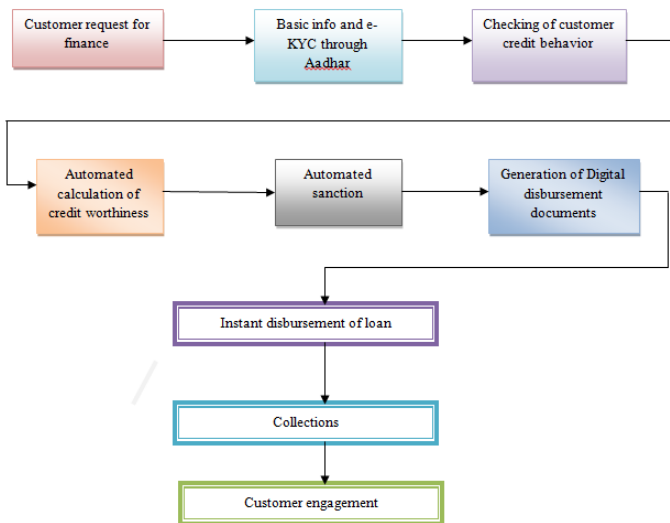 Customer request for
finance
Basic info and e-
KYC through
Aadhar
Checking of customer
credit behavior
Automated
calculation of
credit worthiness
Automated
sanction
Generation of Digital
disbursement
documents
Instant disbursement of loan
Collections
Customer engagement